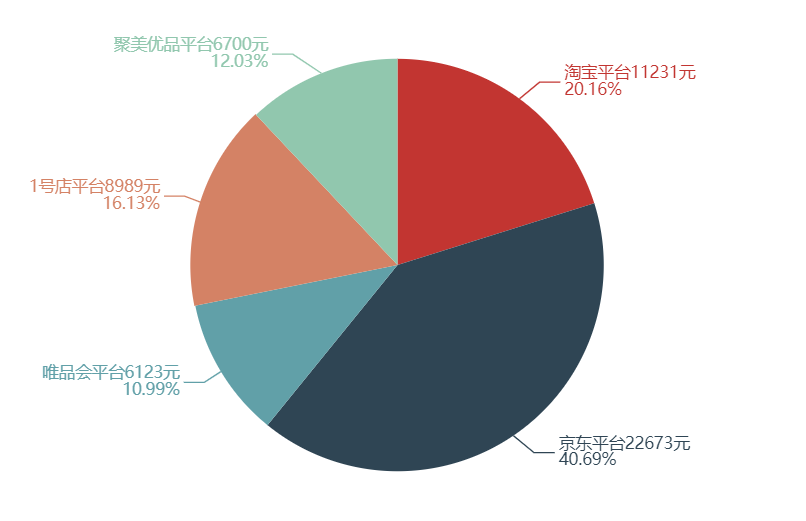 聚美优品平台6700元
12.03%
淘宝平台11231元
20.16%
1号店平台8989元
16.13%
唯品会平台6123元
10.99%
京东平台22673元
40.69%